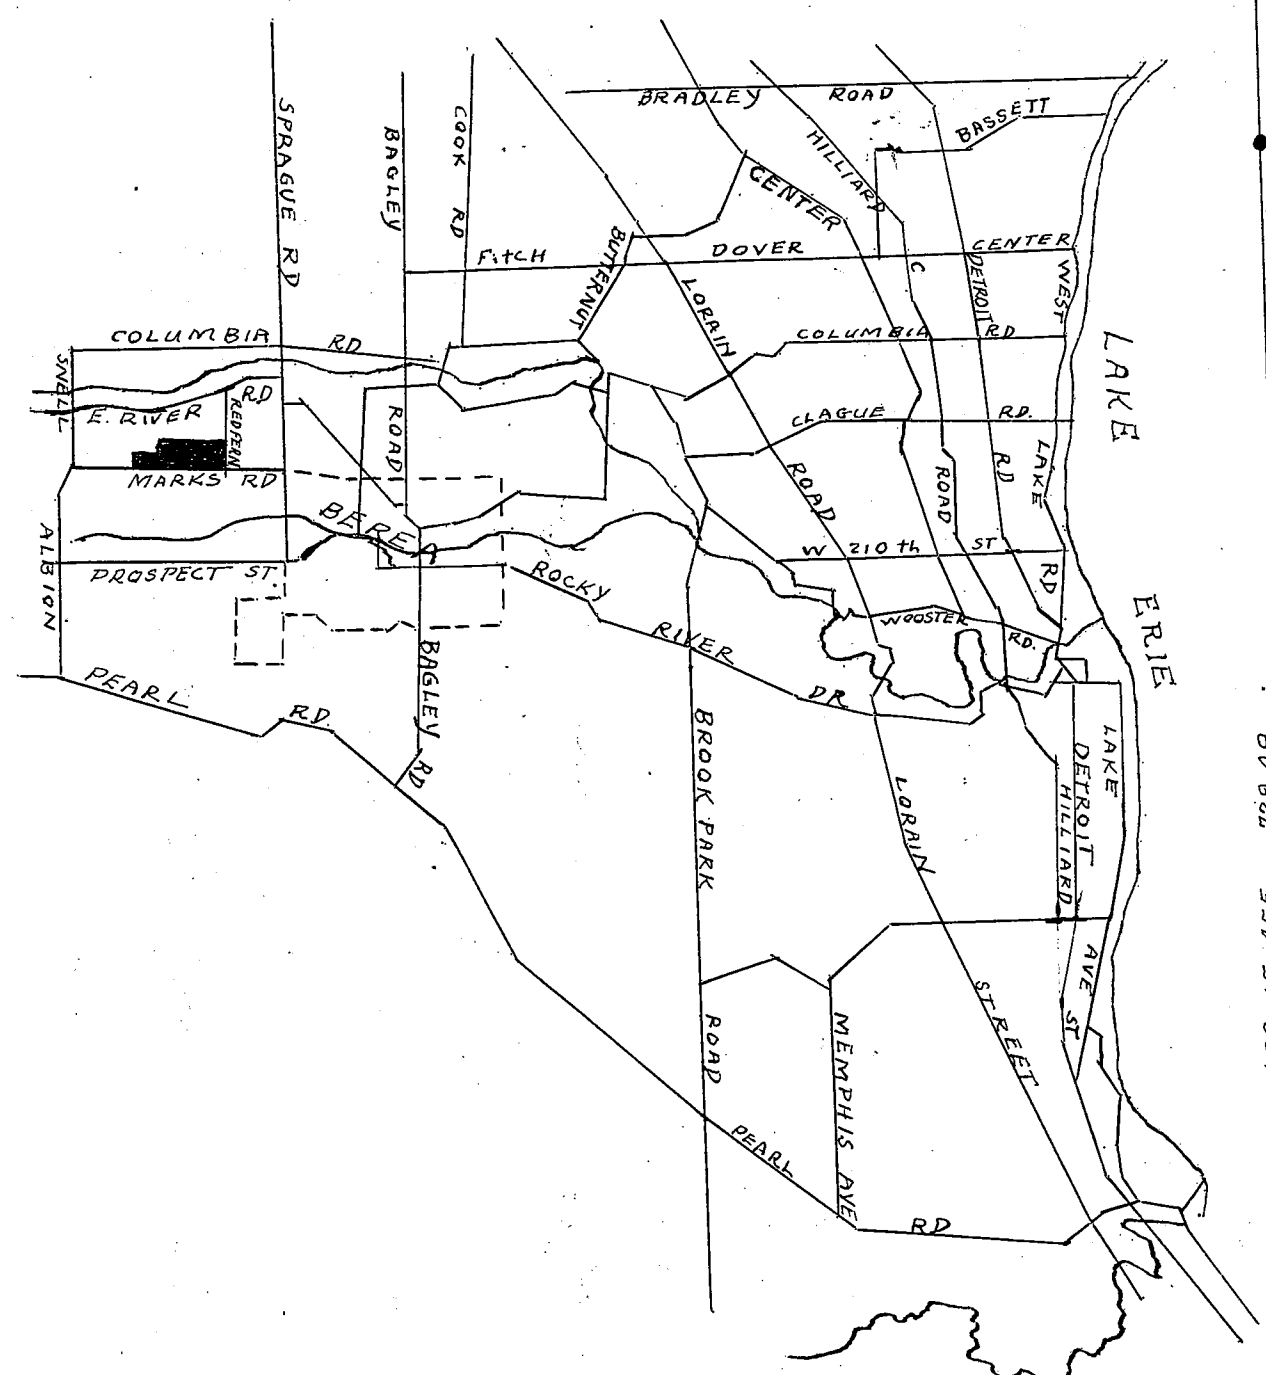 BRADLEY ROAD
BASSETT
HILLIARD
CENTER
SPRAGUE RD
BAGLEY
COOK RD
FitCH
BUTTERNUT
DOVER
C
CENTER
DETROIT
WEST
LORAIN
COLUMBIA
RD
COLUMBIA
RD
LAKE
SNELL
E. RIVER
RD
REDFERN
ROAD
CLAGUE
RD.
MARKS RD
ROAD
ROAD
RD
LAKE
BEREA
W 210th ST
ALBION
PROSPECT ST
ROCKY
RIVER
DR
WOOSTER
RD.
RD
ERIE
PEARL
RD.
BAGLEY
RD
BROOK PARK
LORAIN
LAKE
DETROIT
HILLIARD
AVE
ST
STREET
ROAD
MEMPHIS AVE
PEARL
RD